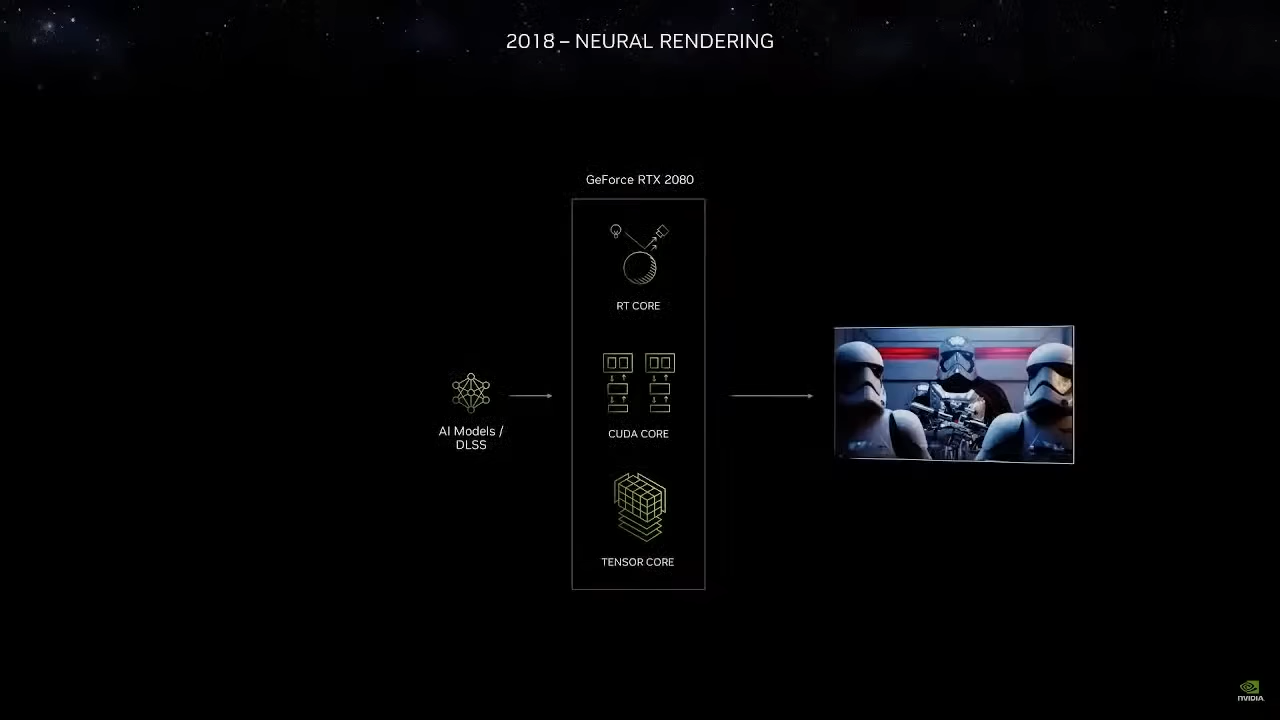 2018 – NEURAL RENDERING
GeForce RTX 2080
RT CORE
CUDA CORE
AI Models /
DLSS
TENSOR CORE
NVIDIA.